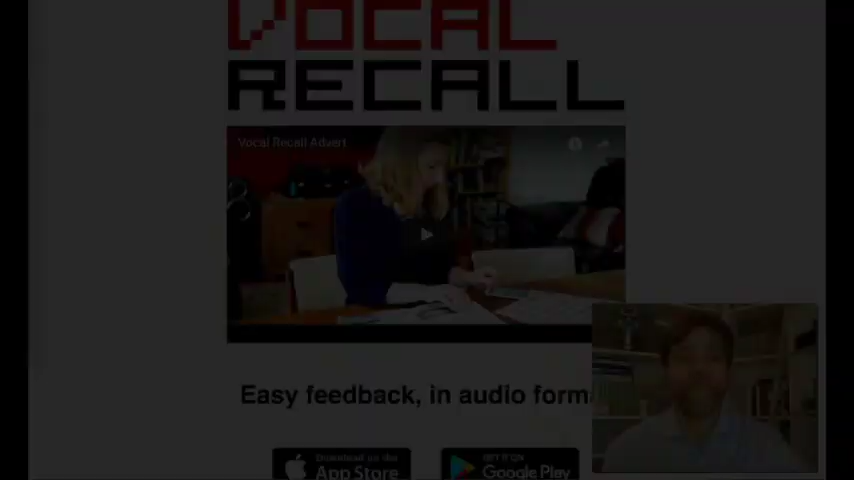 VOCAL
RECALL
Vocal Recall Advert
Easy feedback, in audio form
Download on the
App Store
GET IT ON
Google Play